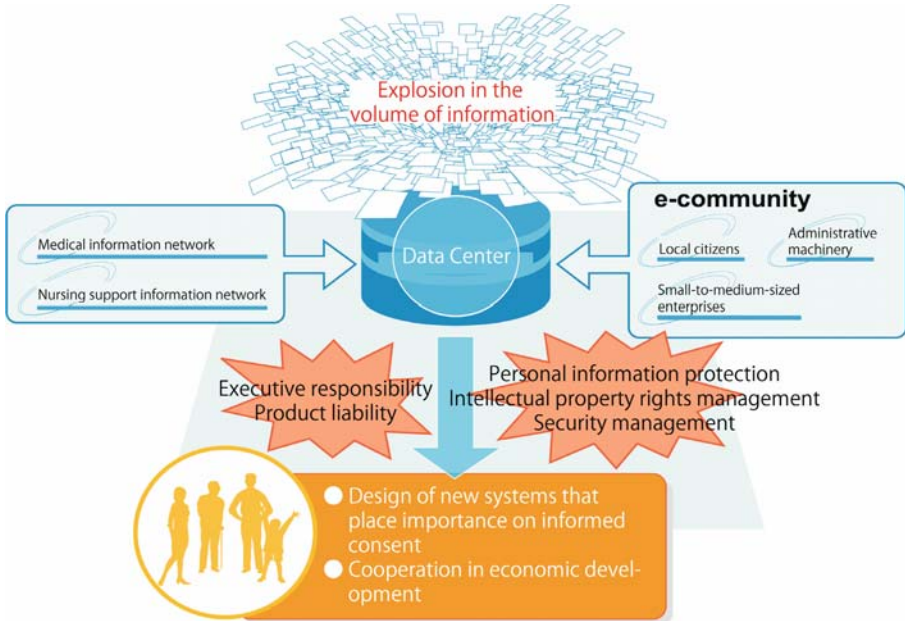 Explosion in the
volume of information
Medical information network
Nursing support information network
Data Center
e-community
Local citizens
Administrative
machinery
Small-to-medium-sized
enterprises
Executive responsibility
Product liability
Personal information protection
Intellectual property rights management
Security management
● Design of new systems that
place importance on informed
consent
● Cooperation in economic devel-
opment